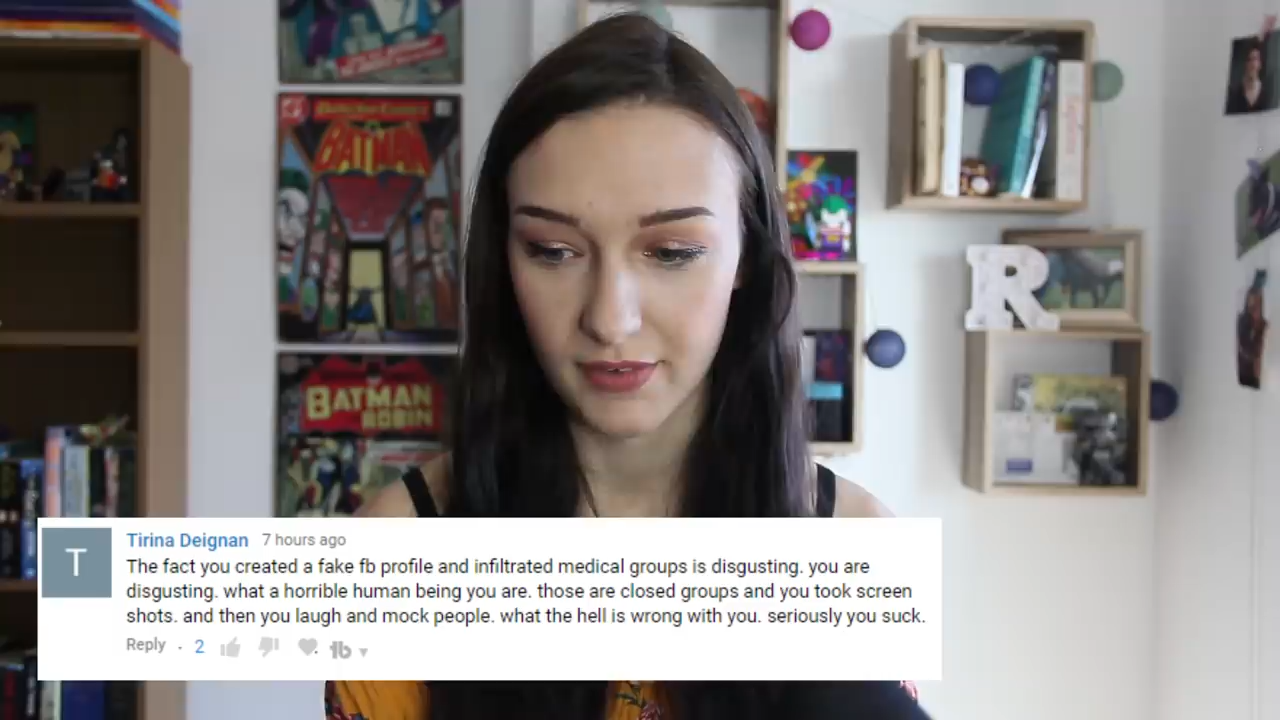 BATMAN
BATMAN
ROBIN
R
T
Tirina Deignan 7 hours ago
The fact you created a fake fb profile and infiltrated medical groups is disgusting. you are
disgusting. what a horrible human being you are. those are closed groups and you took screen
shots. and then you laugh and mock people. what the hell is wrong with you. seriously you suck.
Reply · 2 tb